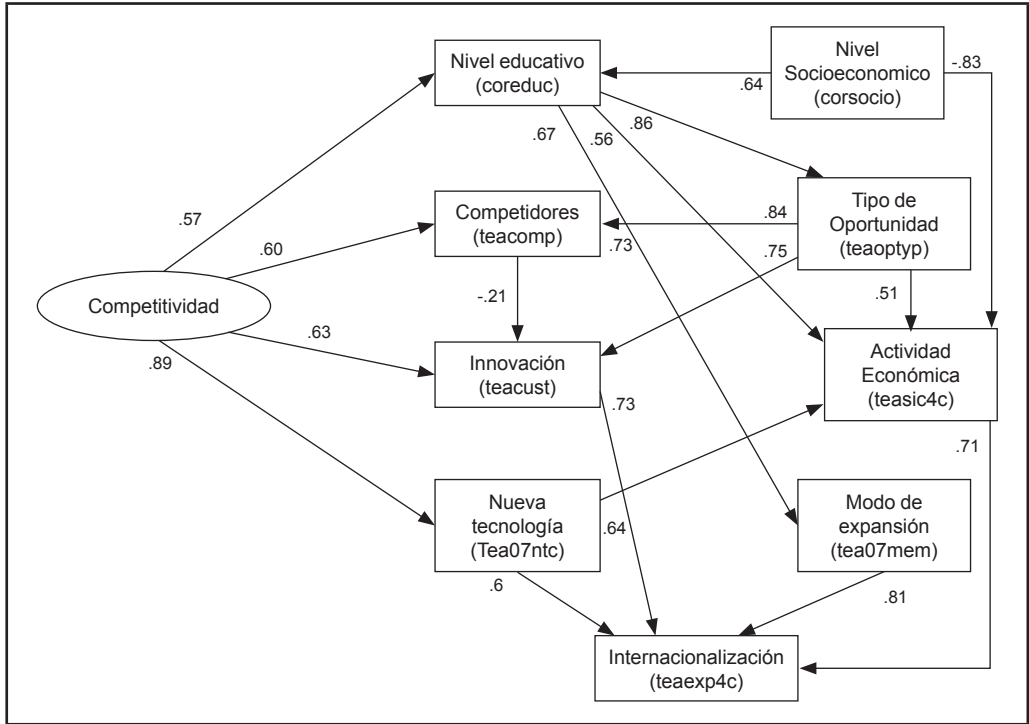 Nivel educativo
(coreduc)
Nivel
Socioeconomico
(corsocio)
-.83
.64
.67
.56
.86
Competidores
(teacomp)
Tipo de
Oportunidad
(teaoptyp)
.57
.84
.60
.73
.75
Competitividad
-.21
.51
.63
.89
Innovación
(teacust)
Actividad
Económica
(teasic4c)
.73
.71
Nueva
tecnología
(Tea07ntc)
Modo de
expansión
(tea07mem)
.64
.6
.81
Internacionalización
(teaexp4c)